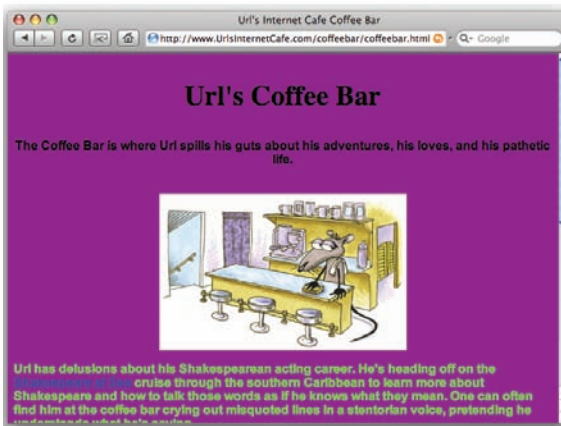 Url's Internet Cafe Coffee Bar
http://www.UrlsInternetCafe.com/coffeebar/coffeebar.html
Google
Url's Coffee Bar
The Coffee Bar is where Url spills his guts about his adventures, his loves, and his pathetic
life.
Url has delusions about his Shakespearean acting career. He's heading off on the
cruise through the southern Caribbean to learn more about
Shakespeare and how to talk those words as if he knows what they mean. One can often
find him at the coffee bar crying out misquoted lines in a stentorian voice, pretending he
understands what he's saying